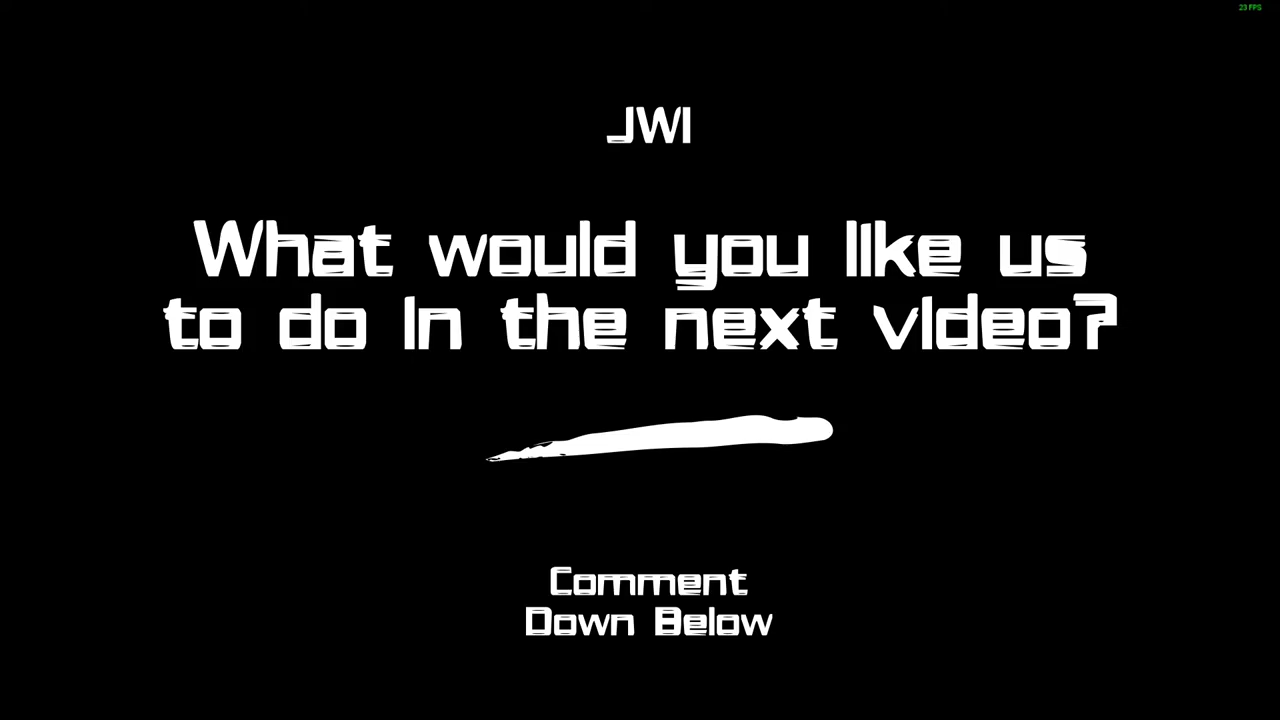 23 FPS
JWI
What would you like us
to do in the next video?
Comment
Down Below